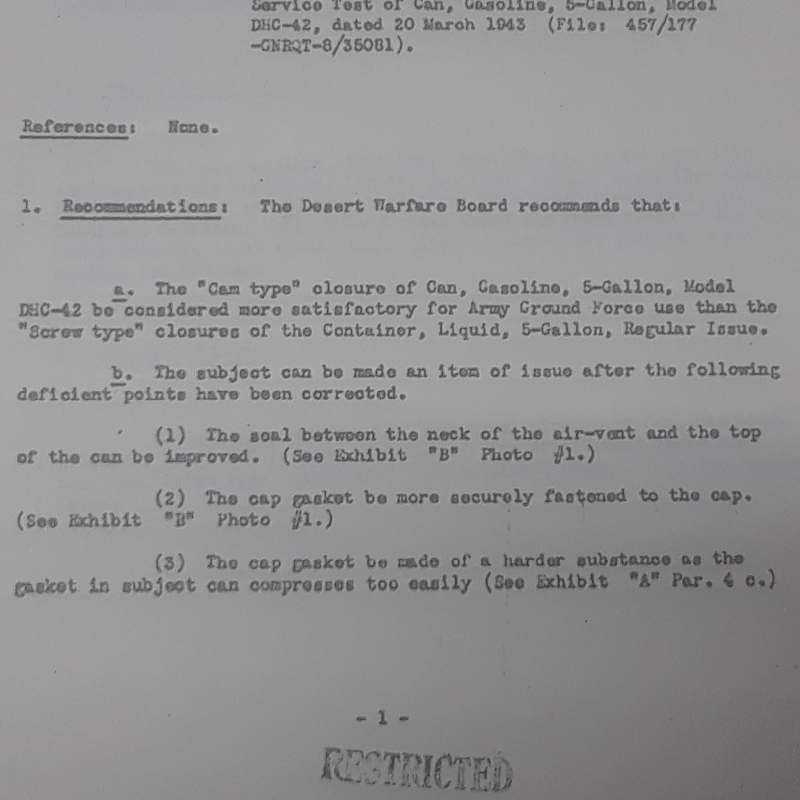 Service Test of Can, Gasoline, 5-Gallon, Model
DHC-42, dated 20 March 1943 (File: 457/177
-GNRQT-8/35081).
References: None.
1. Recommendations: The Desert Warfare Board recommends that:
a. The "Cam type" closure of Can, Gasoline, 5-Gallon, Model
DHC-42 be considered more satisfactory for Army Ground Force use than the
"Screw type" closures of the Container, Liquid, 5-Gallon, Regular Issue.
b. The subject can be made an item of issue after the following
deficient points have been corrected.
(1) The seal between the neck of the air-vent and the top
of the can be improved. (See Exhibit "B" Photo #1.)
(2) The cap gasket be more securely fastened to the cap.
(See Exhibit "B" Photo #1.)
(3) The cap gasket be made of a harder substance as the
gasket in subject can compresses too easily (See Exhibit "A" Par. 4 c.)
- 1 -
RESTRICTED